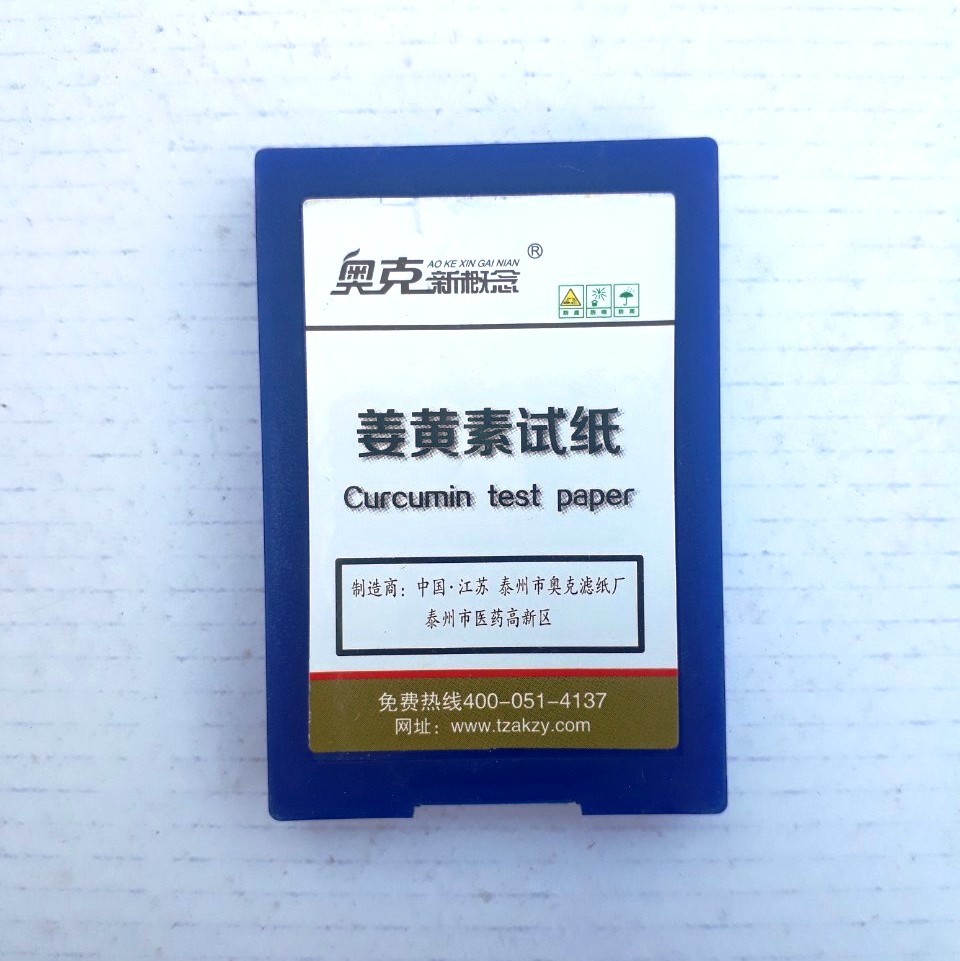 奥克新概念
AO KE XIN GAI NIAN
®
姜黄素试纸
Curcumin test paper
制造商：中国·江苏 泰州市奥克滤纸厂
泰州市医药高新区
免费热线400-051-4137
网址：www.tzakzy.com